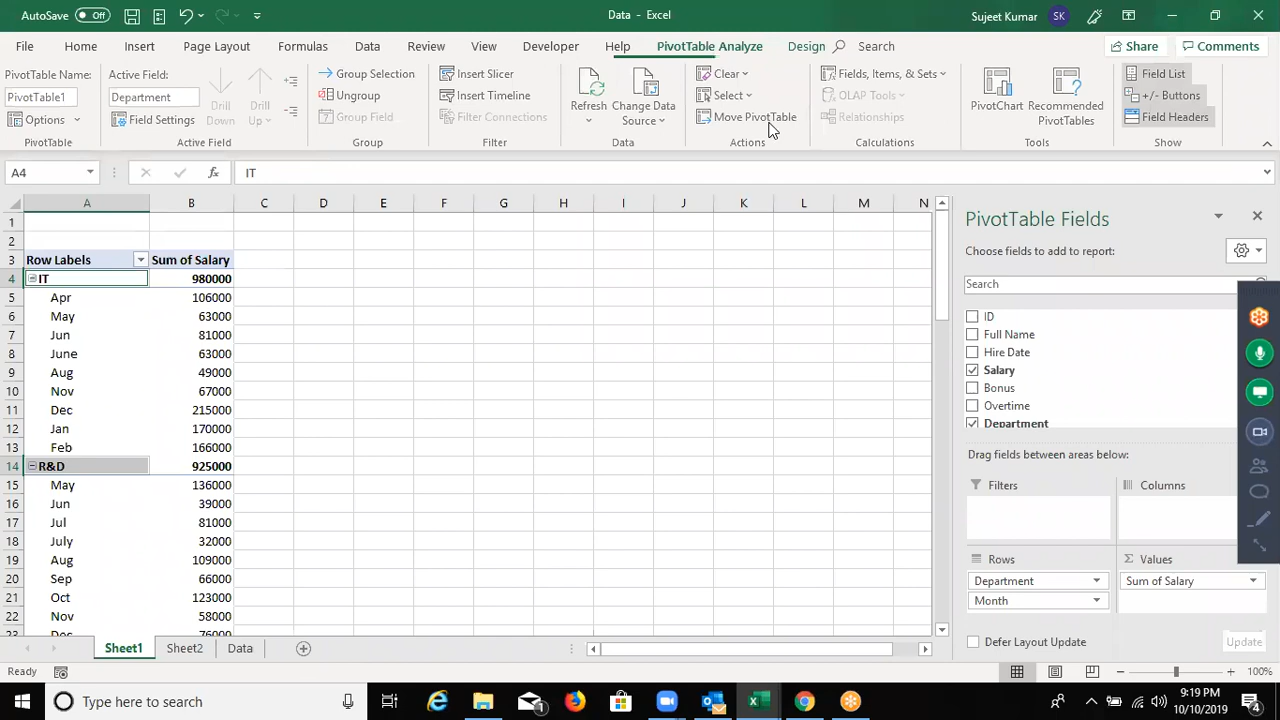 AutoSave Off
Data - Excel
Sujeet Kumar SK
File Home Insert Page Layout Formulas Data Review View Developer Help PivotTable Analyze Design Search Share Comments
PivotTable Name:
PivotTable1
Options
PivotTable
Active Field:
Department
Field Settings
Drill Down
Drill Up
Active Field
Group Selection
Ungroup
Group Field
Group
Insert Slicer
Insert Timeline
Filter Connections
Filter
Refresh
Change Data Source
Data
Clear
Select
Move PivotTable
Actions
Fields, Items, & Sets
OLAP Tools
Relationships
Calculations
PivotChart
Recommended PivotTables
Tools
Field List
+/- Buttons
Field Headers
Show
A4 fx IT
A B C D E F G H I J K L M N
1
2
3 Row Labels Sum of Salary
4 IT 980000
5 Apr 106000
6 May 63000
7 Jun 81000
8 June 63000
9 Aug 49000
10 Nov 67000
11 Dec 215000
12 Jan 170000
13 Feb 166000
14 R&D 925000
15 May 136000
16 Jun 39000
17 Jul 81000
18 July 32000
19 Aug 109000
20 Sep 66000
21 Oct 123000
22 Nov 58000
23 Dec 76000
PivotTable Fields
Choose fields to add to report:
Search
ID
Full Name
Hire Date
Salary
Bonus
Overtime
Department
Drag fields between areas below:
Filters
Columns
Rows
Department
Month
Σ Values
Sum of Salary
Defer Layout Update
Update
Sheet1 Sheet2 Data
Ready
100%
Type here to search
1
4
9:19 PM
10/10/2019